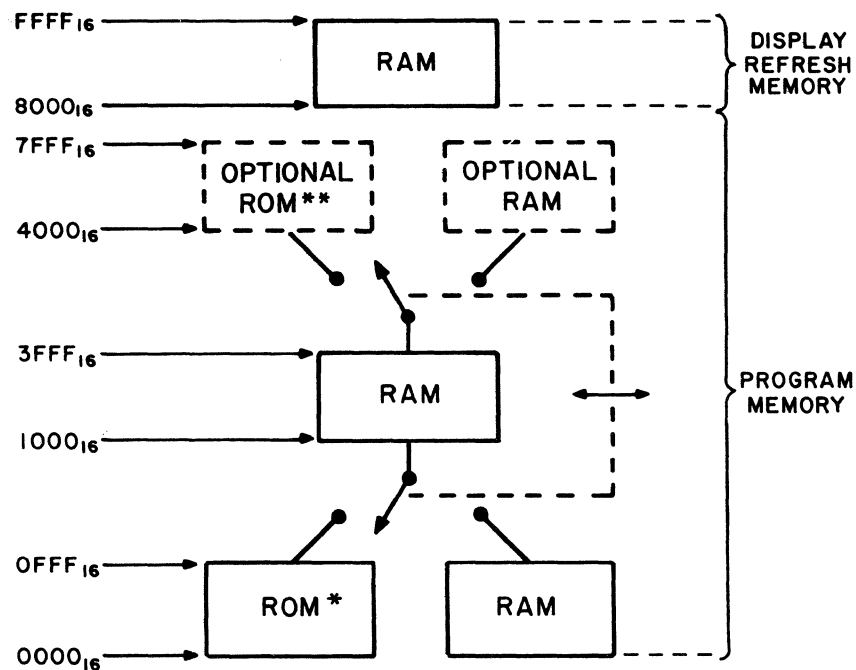 FFFF16
RAM
DISPLAY
REFRESH
MEMORY
800016
7FFF16
OPTIONAL
ROM**
OPTIONAL
RAM
400016
3FFF16
RAM
PROGRAM
MEMORY
100016
0FFF16
ROM*
RAM
000016